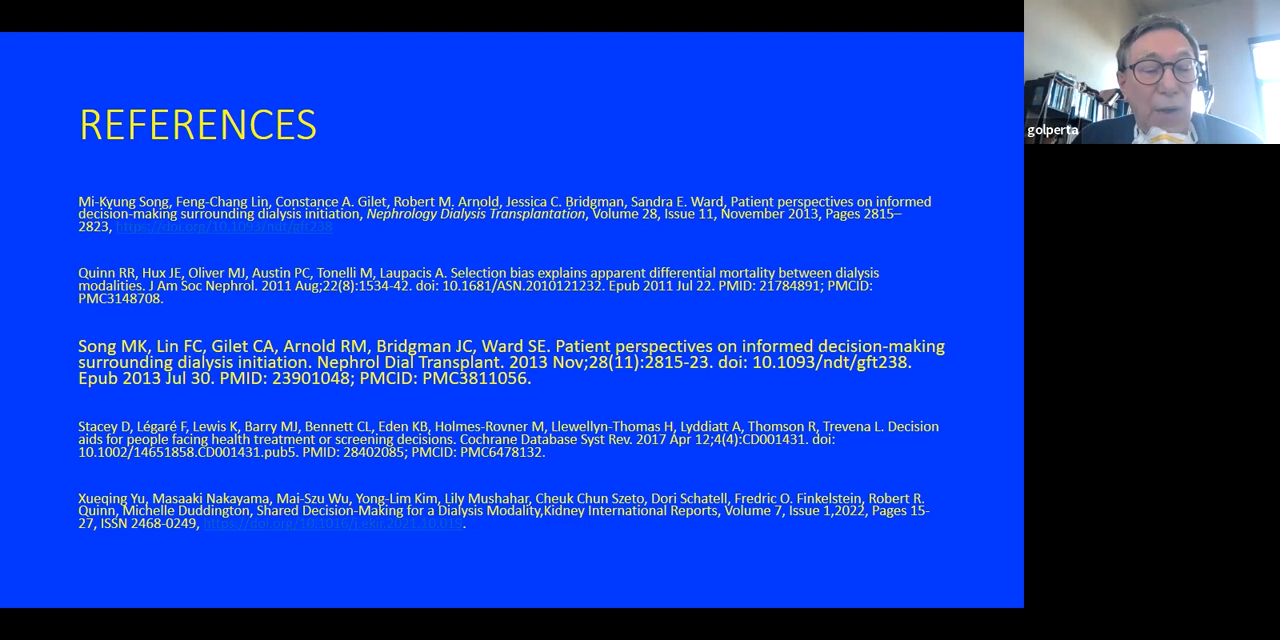 REFERENCES
Mi-Kyung Song, Feng-Chang Lin, Constance A. Gilet, Robert M. Arnold, Jessica C. Bridgman, Sandra E. Ward, Patient perspectives on informed
decision-making surrounding dialysis initiation, Nephrology Dialysis Transplantation, Volume 28, Issue 11, November 2013, Pages 2815–
2823, https://doi.org/10.1093/ndt/gft238
Quinn RR, Hux JE, Oliver MJ, Austin PC, Tonelli M, Laupacis A. Selection bias explains apparent differential mortality between dialysis
modalities. J Am Soc Nephrol. 2011 Aug;22(8):1534-42. doi: 10.1681/ASN.2010121232. Epub 2011 Jul 22. PMID: 21784891; PMCID:
PMC3148708.
Song MK, Lin FC, Gilet CA, Arnold RM, Bridgman JC, Ward SE. Patient perspectives on informed decision-making
surrounding dialysis initiation. Nephrol Dial Transplant. 2013 Nov;28(11):2815-23. doi: 10.1093/ndt/gft238.
Epub 2013 Jul 30. PMID: 23901048; PMCID: PMC3811056.
Stacey D, Légaré F, Lewis K, Barry MJ, Bennett CL, Eden KB, Holmes-Rovner M, Llewellyn-Thomas H, Lyddiatt A, Thomson R, Trevena L. Decision
aids for people facing health treatment or screening decisions. Cochrane Database Syst Rev. 2017 Apr 12;4(4):CD001431. doi:
10.1002/14651858.CD001431.pub5. PMID: 28402085; PMCID: PMC6478132.
Xueqing Yu, Masaaki Nakayama, Mai-Szu Wu, Yong-Lim Kim, Lily Mushahar, Cheuk Chun Szeto, Dori Schatell, Fredric O. Finkelstein, Robert R.
Quinn, Michelle Duddington, Shared Decision-Making for a Dialysis Modality,Kidney International Reports, Volume 7, Issue 1,2022, Pages 15-
27, ISSN 2468-0249, https://doi.org/10.1016/j.ekir.2021.10.019.
golperta